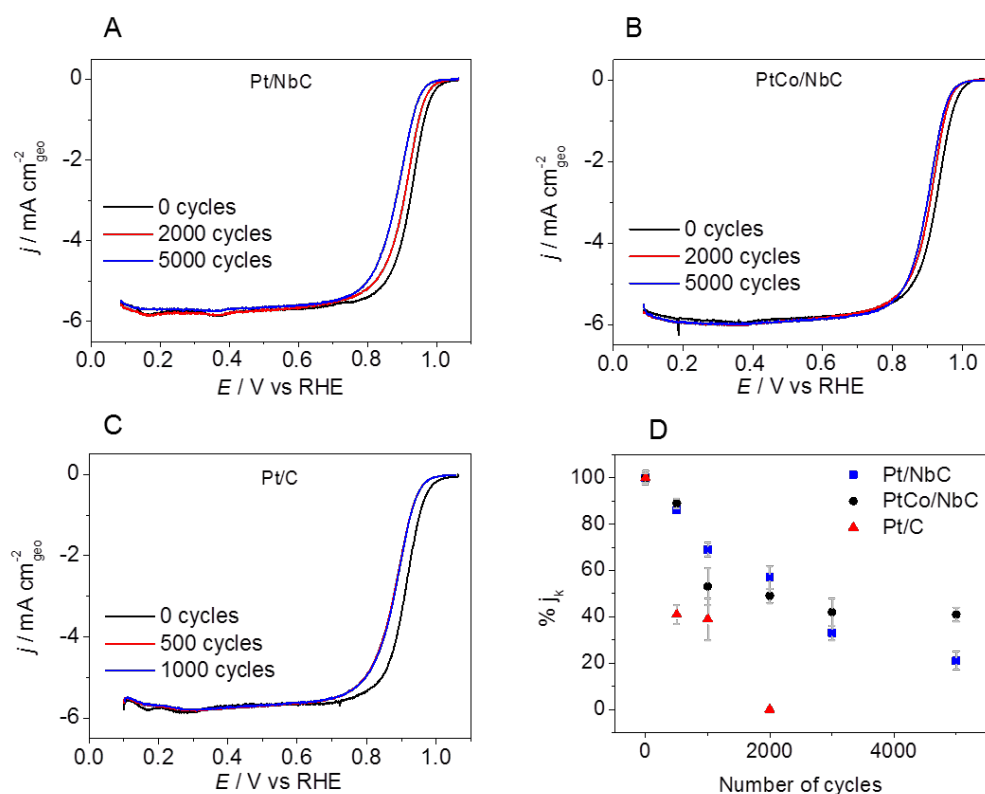 A
Pt/NbC
0
-2
-4
-6
j / mA cm⁻²geo
0 cycles
2000 cycles
5000 cycles
0.0 0.2 0.4 0.6 0.8 1.0
E / V vs RHE
B
PtCo/NbC
0
-2
-4
-6
j / mA cm⁻²geo
0 cycles
2000 cycles
5000 cycles
0.0 0.2 0.4 0.6 0.8 1.0
E / V vs RHE
C
Pt/C
0
-2
-4
-6
j / mA cm⁻²geo
0 cycles
500 cycles
1000 cycles
0.0 0.2 0.4 0.6 0.8 1.0
E / V vs RHE
D
Pt/NbC
PtCo/NbC
Pt/C
100
80
60
40
20
0
% jk
0 2000 4000
Number of cycles